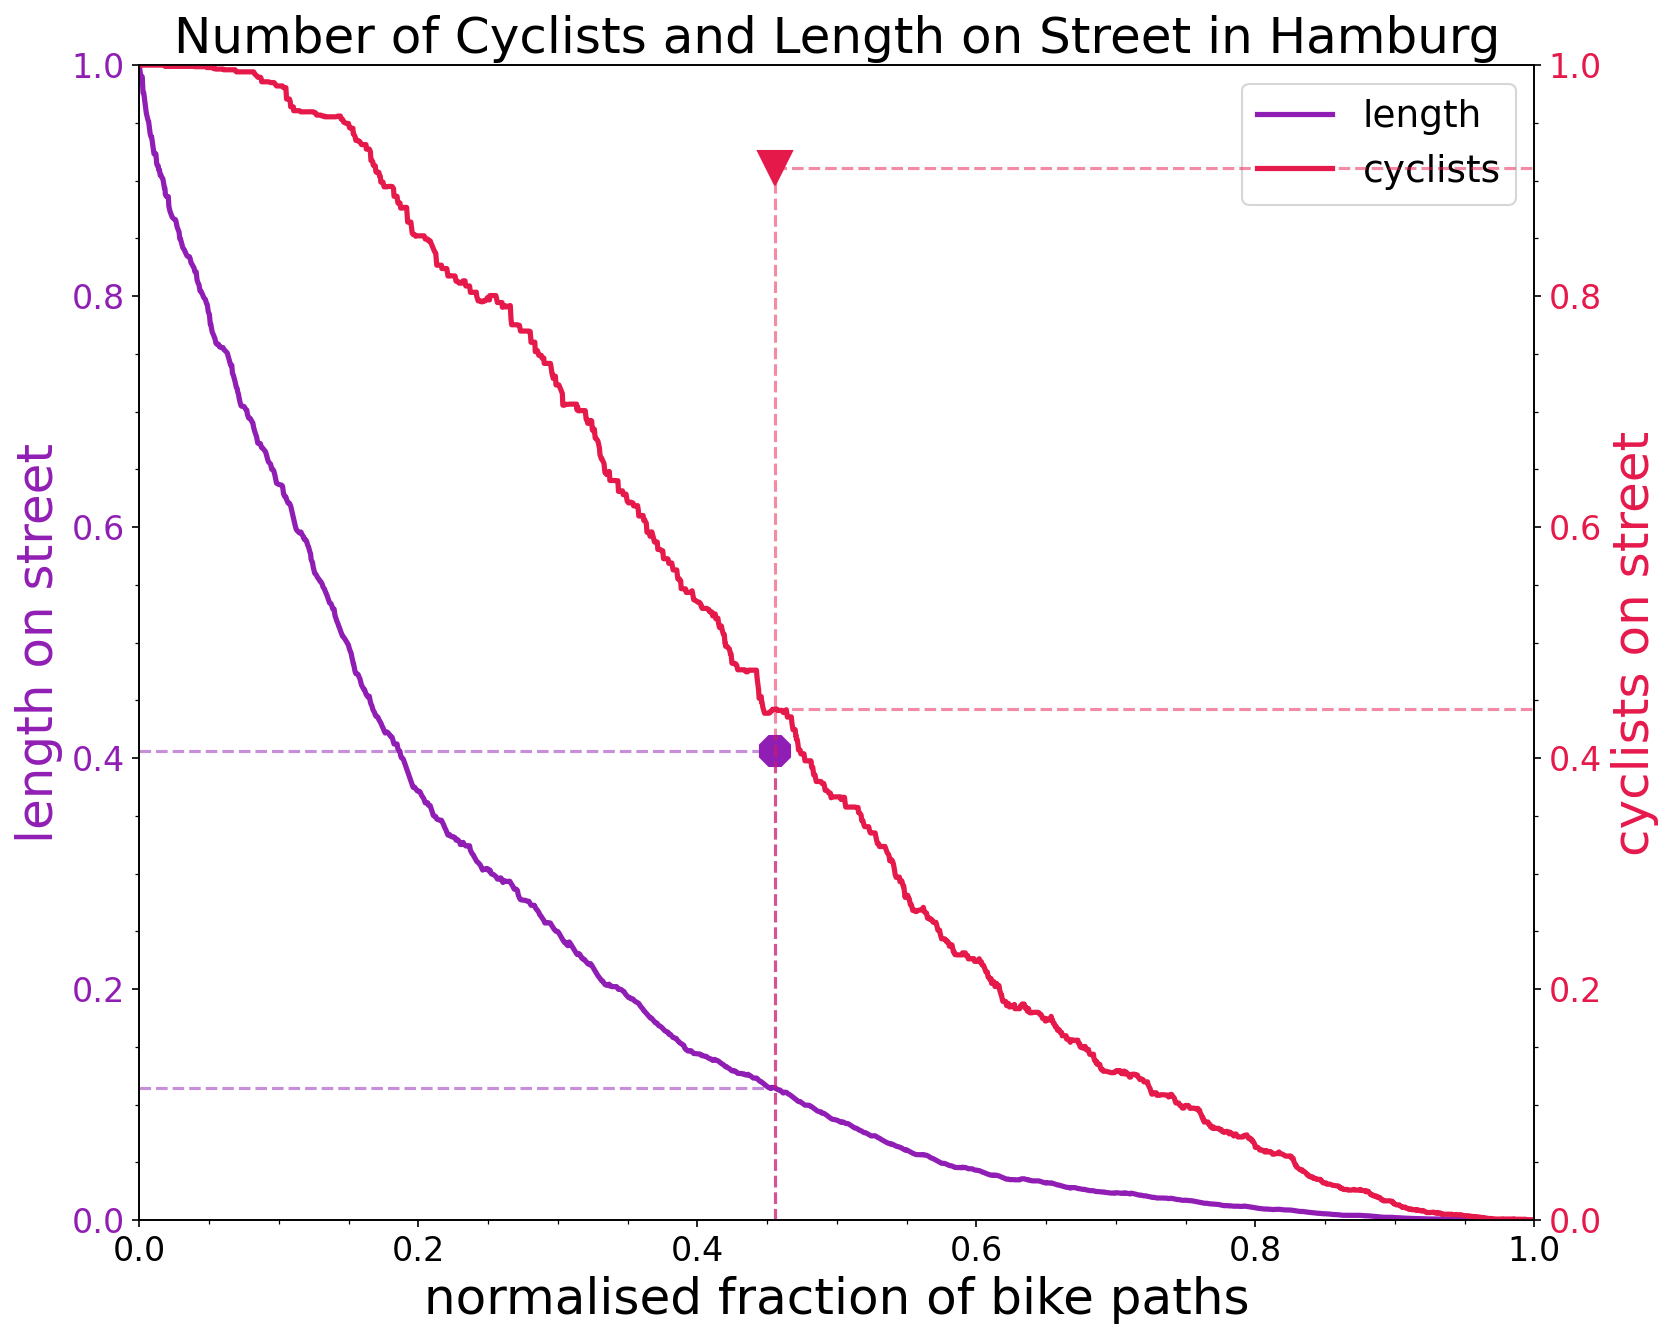 Number of Cyclists and Length on Street in Hamburg
length
cyclists
1.0
0.8
0.6
0.4
0.2
0.0
length on street
1.0
0.8
0.6
0.4
0.2
0.0
cyclists on street
0.0 0.2 0.4 0.6 0.8 1.0
normalised fraction of bike paths